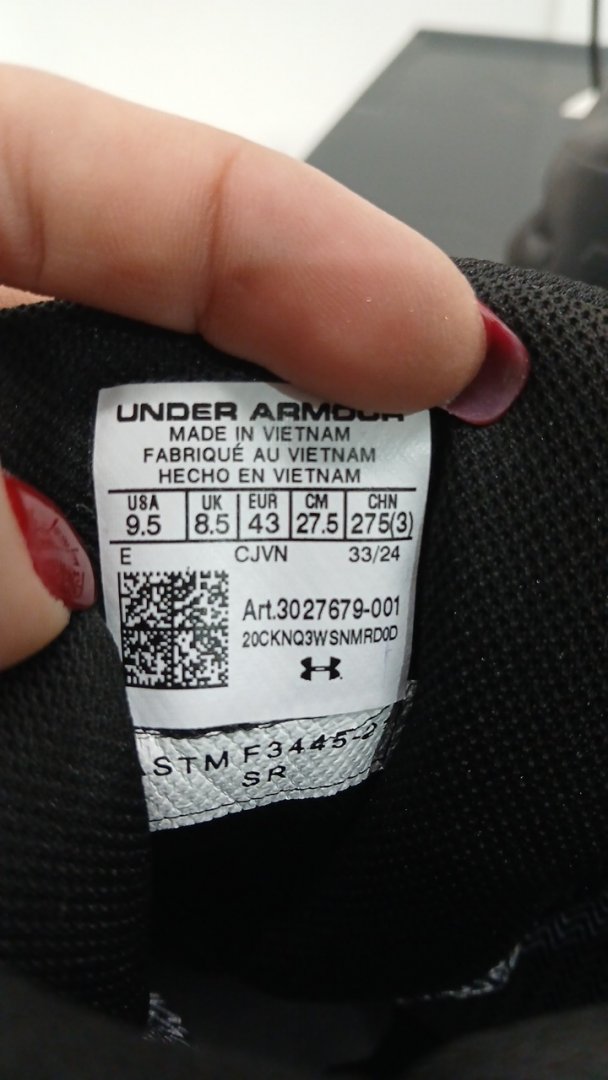 UNDER ARMOUR
MADE IN VIETNAM
FABRIQUÉ AU VIETNAM
HECHO EN VIETNAM
USA UK EUR CM CHN
9.5 8.5 43 27.5 275(3)
E CJVN 33/24
Art.3027679-001
20CKNQ3WSNMRD0D
ASTM F3445-2
SR